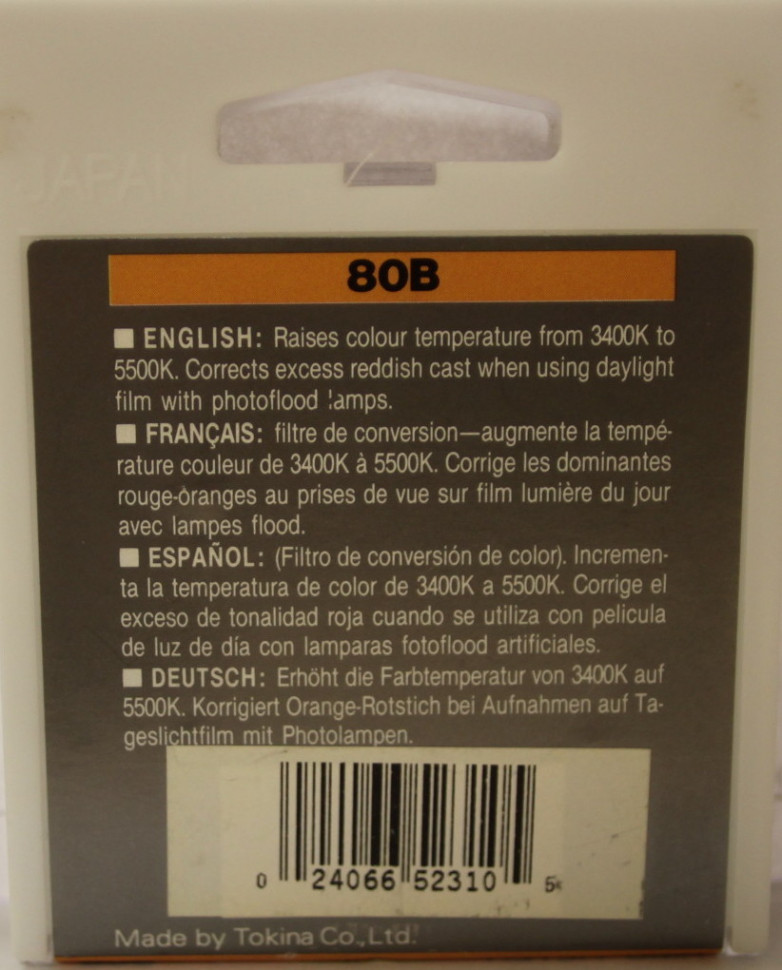 JAPAN
80B
■ ENGLISH: Raises colour temperature from 3400K to
5500K. Corrects excess reddish cast when using daylight
film with photoflood lamps.
■ FRANÇAIS: filtre de conversion—augmente la tempé-
rature couleur de 3400K à 5500K. Corrige les dominantes
rouge-oranges au prises de vue sur film lumière du jour
avec lampes flood.
■ ESPAÑOL: (Filtro de conversión de color). Incremen-
ta la temperatura de color de 3400K a 5500K. Corrige el
exceso de tonalidad roja cuando se utiliza con pelicula
de luz de día con lamparas fotoflood artificiales.
■ DEUTSCH: Erhöht die Farbtemperatur von 3400K auf
5500K. Korrigiert Orange-Rotstich bei Aufnahmen auf Ta-
geslichtfilm mit Photolampen.
0 24066 52310 5
Made by Tokina Co., Ltd.